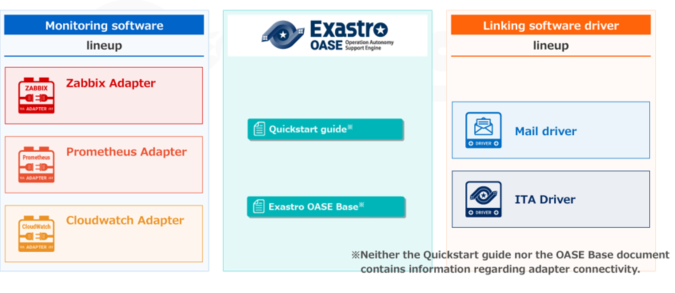 Monitoring software
lineup
ZABBIX
ADAPTER
Zabbix Adapter
Prometheus
ADAPTER
Prometheus Adapter
CloudWatch
ADAPTER
Cloudwatch Adapter
Exastro
OASE Operation Autonomy
Support Engine
Quickstart guide※
Exastro OASE Base※
Linking software driver
lineup
DRIVER
Mail driver
DRIVER
ITA Driver
※Neither the Quickstart guide nor the OASE Base document
contains information regarding adapter connectivity.